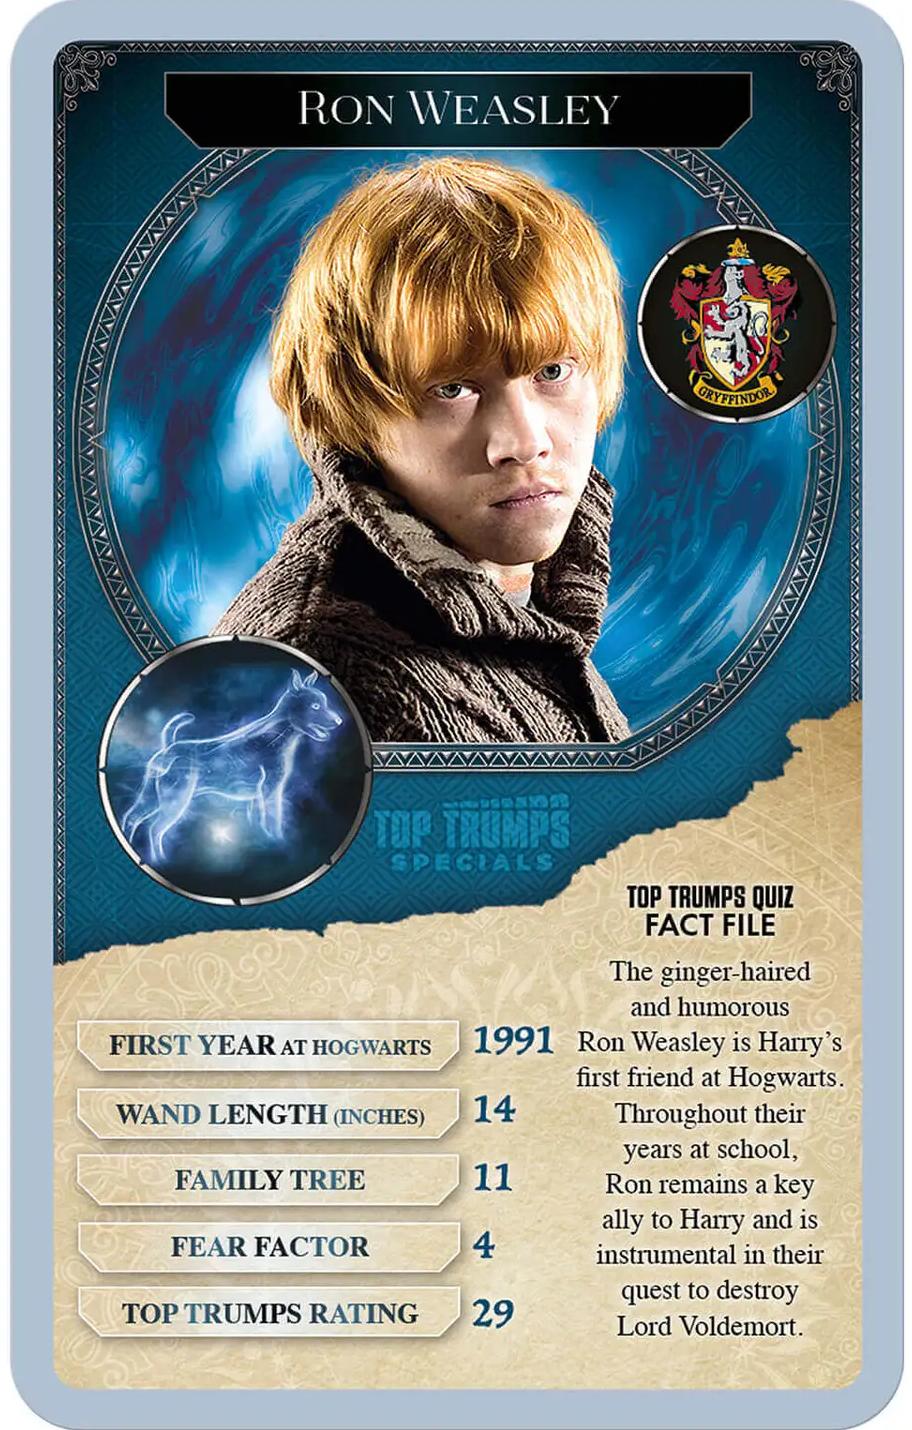 RON WEASLEY
GRYFFINDOR
TOP TRUMPS
SPECIALS
TOP TRUMPS QUIZ
FACT FILE
The ginger-haired
and humorous
Ron Weasley is Harry's
first friend at Hogwarts.
Throughout their
years at school,
Ron remains a key
ally to Harry and is
instrumental in their
quest to destroy
Lord Voldemort.
FIRST YEAR AT HOGWARTS 1991
WAND LENGTH (INCHES) 14
FAMILY TREE 11
FEAR FACTOR 4
TOP TRUMPS RATING 29